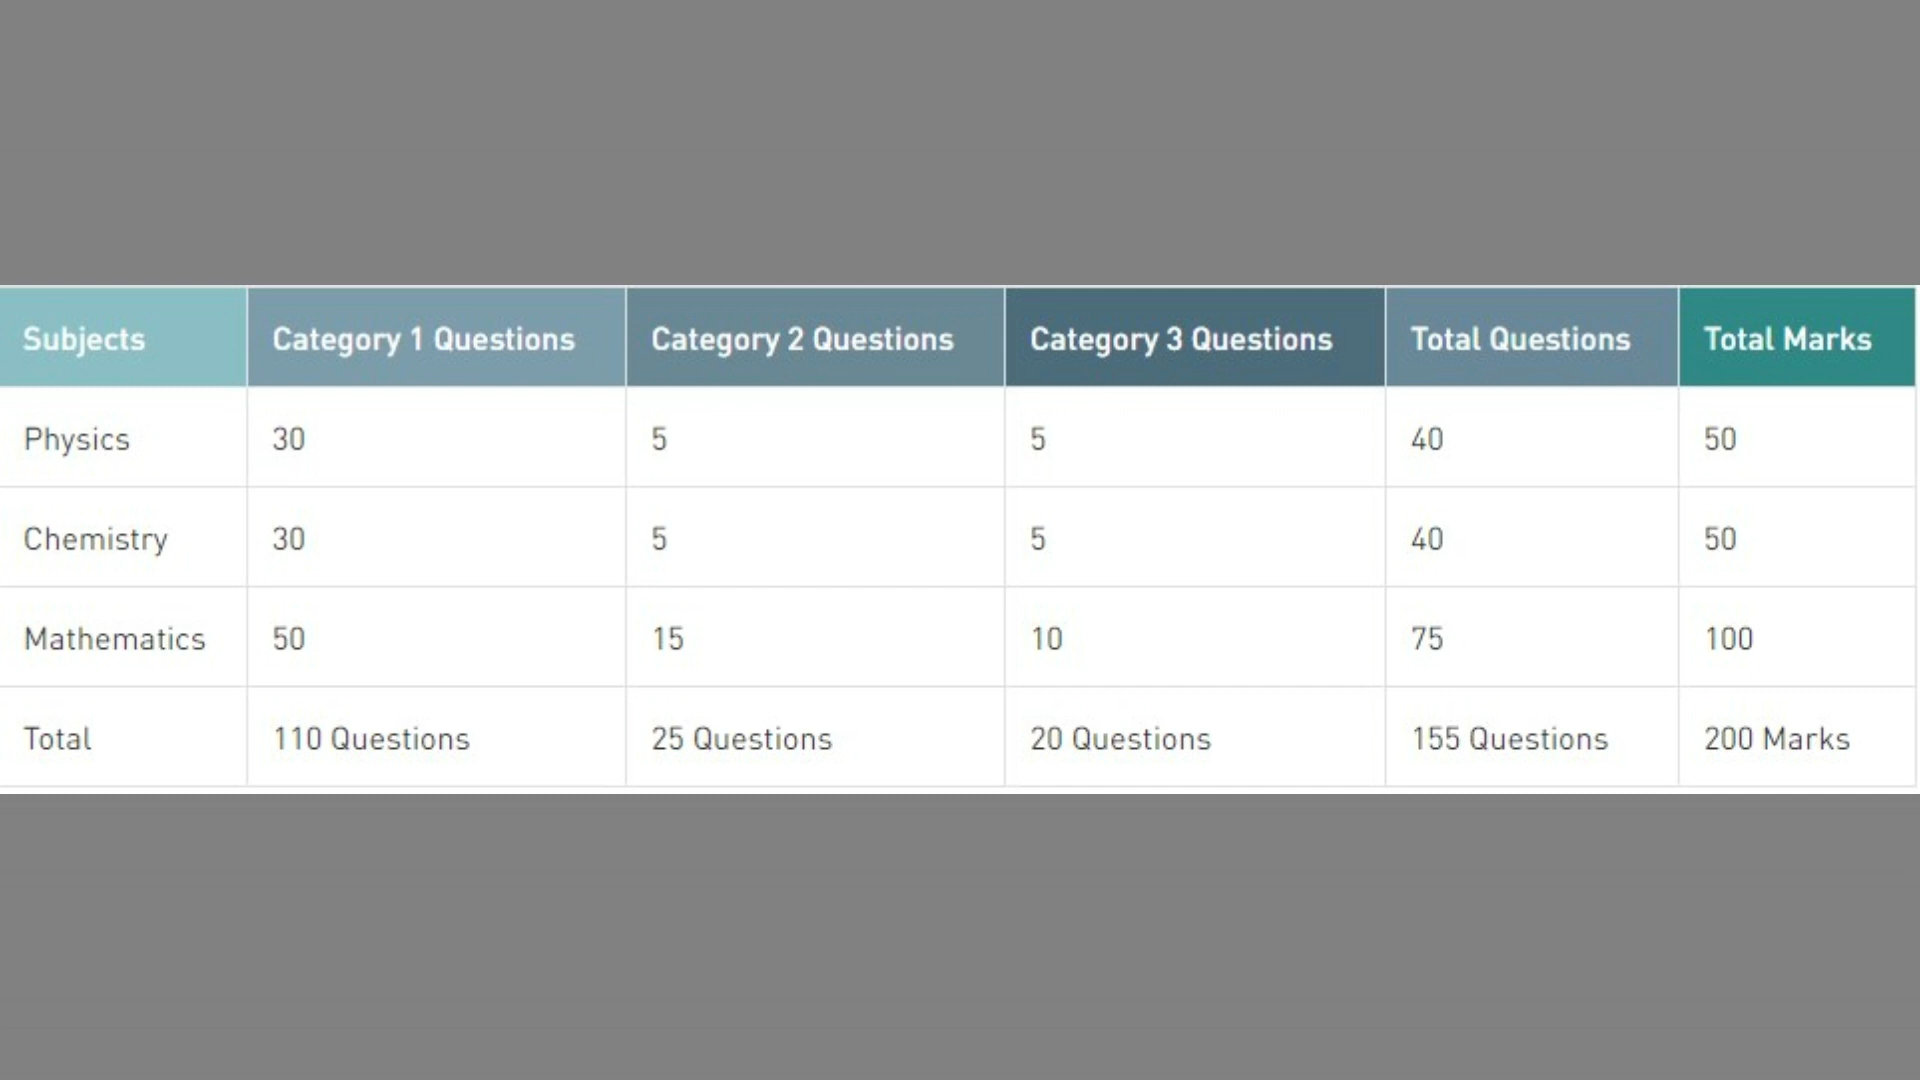 Subjects Category 1 Questions Category 2 Questions Category 3 Questions Total Questions Total Marks
Physics 30 5 5 40 50
Chemistry 30 5 5 40 50
Mathematics 50 15 10 75 100
Total 110 Questions 25 Questions 20 Questions 155 Questions 200 Marks